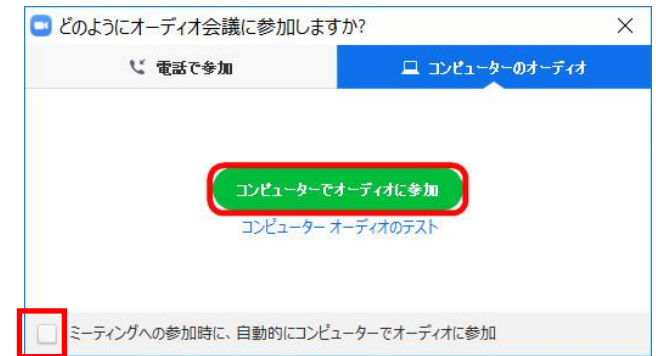 どのようにオーディオ会議に参加しますか?
電話で参加
コンピューターのオーディオ
コンピューターでオーディオに参加
コンピューター オーディオのテスト
ミーティングへの参加時に、自動的にコンピューターでオーディオに参加